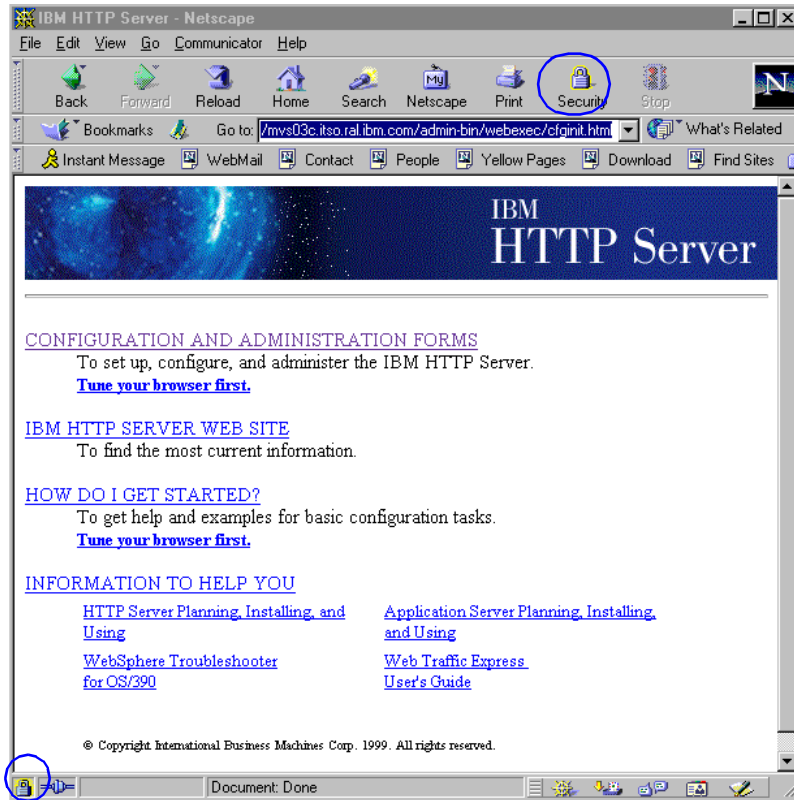 IBM HTTP Server - Netscape
File Edit View Go Communicator Help
Back Forward Reload Home Search Netscape Print Security Stop
My
N
Bookmarks Go to: /mvs03c.itso.ral.ibm.com/admin-bin/webexec/cfginit.html What's Related
Instant Message WebMail Contact People Yellow Pages Download Find Sites
IBM
HTTP Server
CONFIGURATION AND ADMINISTRATION FORMS
To set up, configure, and administer the IBM HTTP Server.
Tune your browser first.
IBM HTTP SERVER WEB SITE
To find the most current information.
HOW DO I GET STARTED?
To get help and examples for basic configuration tasks.
Tune your browser first.
INFORMATION TO HELP YOU
HTTP Server Planning, Installing, and
Using
Application Server Planning, Installing,
and Using
WebSphere Troubleshooter
for OS/390
Web Traffic Express
User's Guide
© Copyright International Business Machines Corp. 1999. All rights reserved.
Document: Done